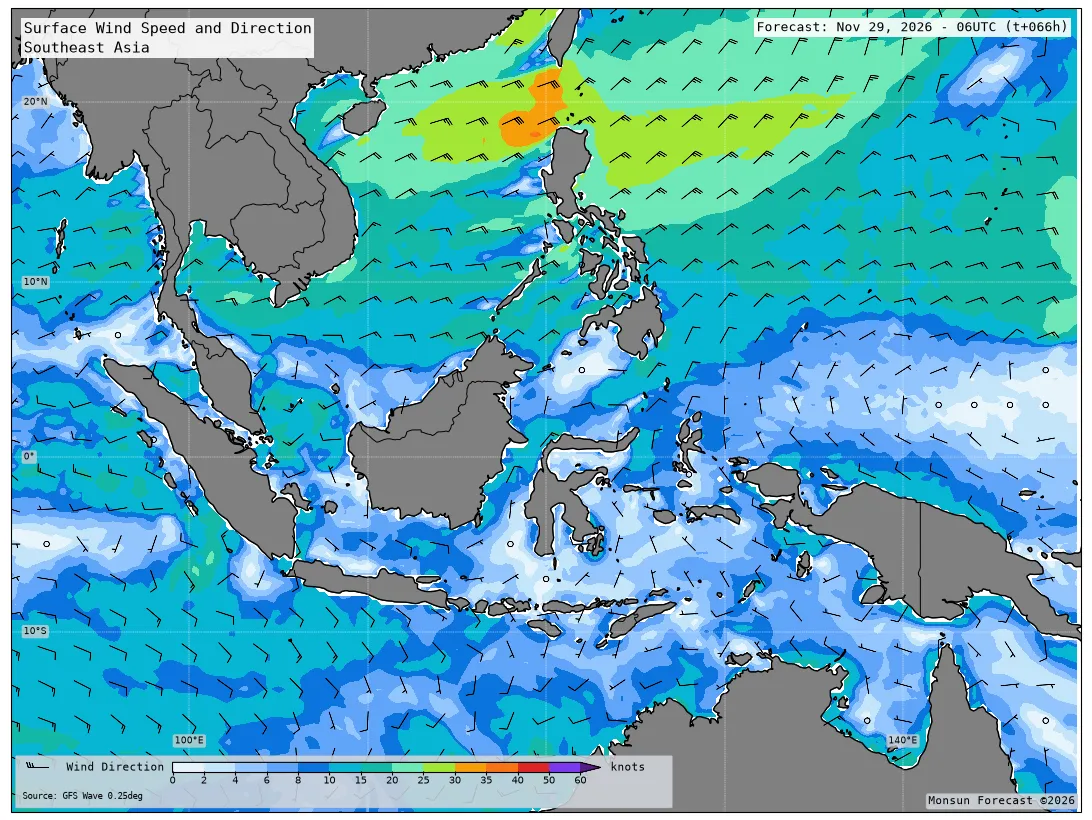 Surface Wind Speed and Direction
Southeast Asia
Forecast: Nov 29, 2026 - 06UTC (t+066h)
20°N
10°N
0°
10°S
100°E
140°E
Wind Direction
0 2 4 6 8 10 15 20 25 30 35 40 50 60
knots
Source: GFS Wave 0.25deg
Monsun Forecast ©2026